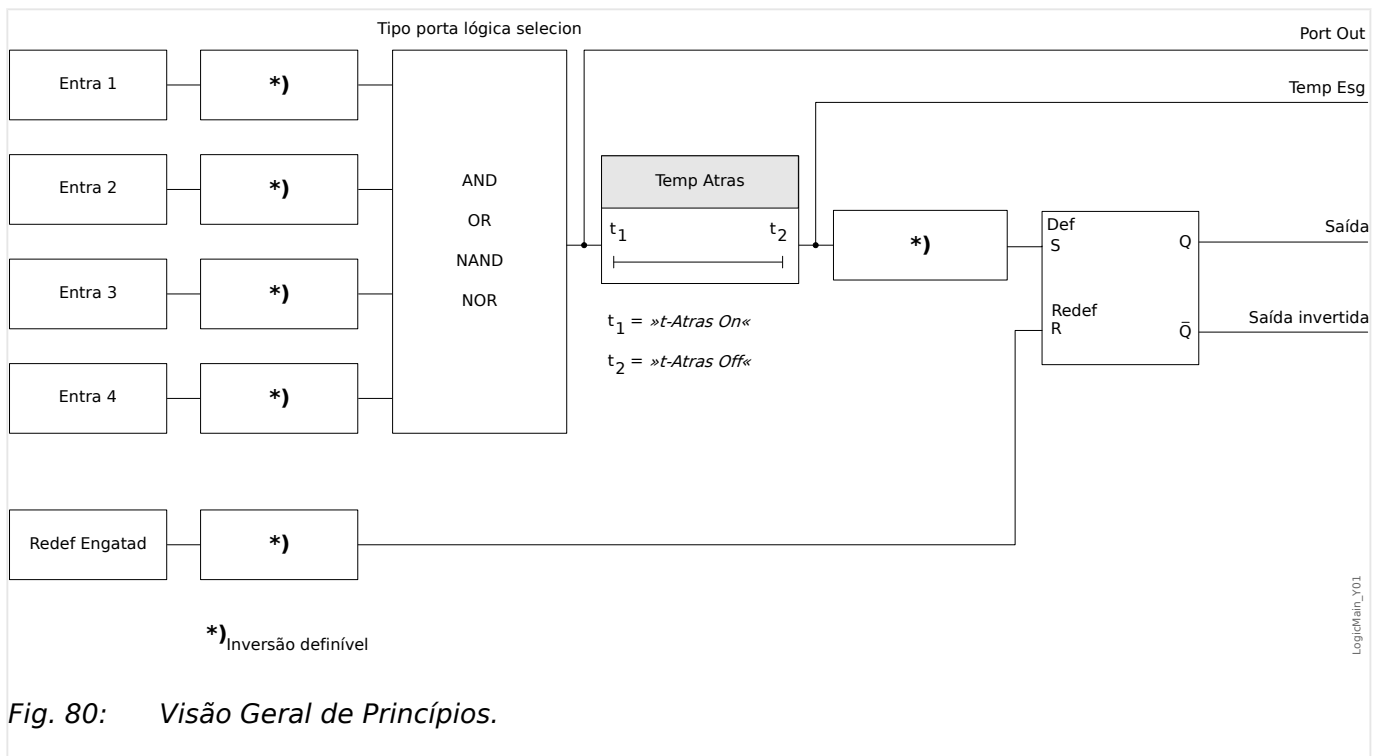 Tipo porta lógica selecion
Port Out
Entra 1
*)
Temp Esg
Entra 2
*)
AND
OR
NAND
NOR
Temp Atras
t1
t2
*)
Def
S
Q
Saída
Entra 3
*)
t1 = »t-Atras On«
t2 = »t-Atras Off«
Redef
R
Q̅
Saída invertida
Entra 4
*)
Redef Engatad
*)
*) Inversão definível
LogicMain_Y01
Fig. 80: Visão Geral de Princípios.